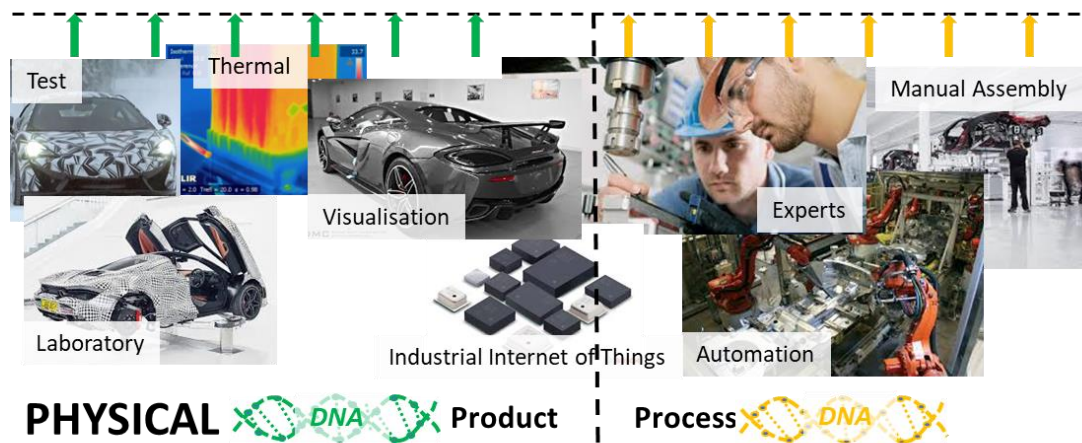 Test
Thermal
Manual Assembly
Visualisation
Experts
Laboratory
Industrial Internet of Things
Automation
PHYSICAL
DNA
Product
Process
DNA